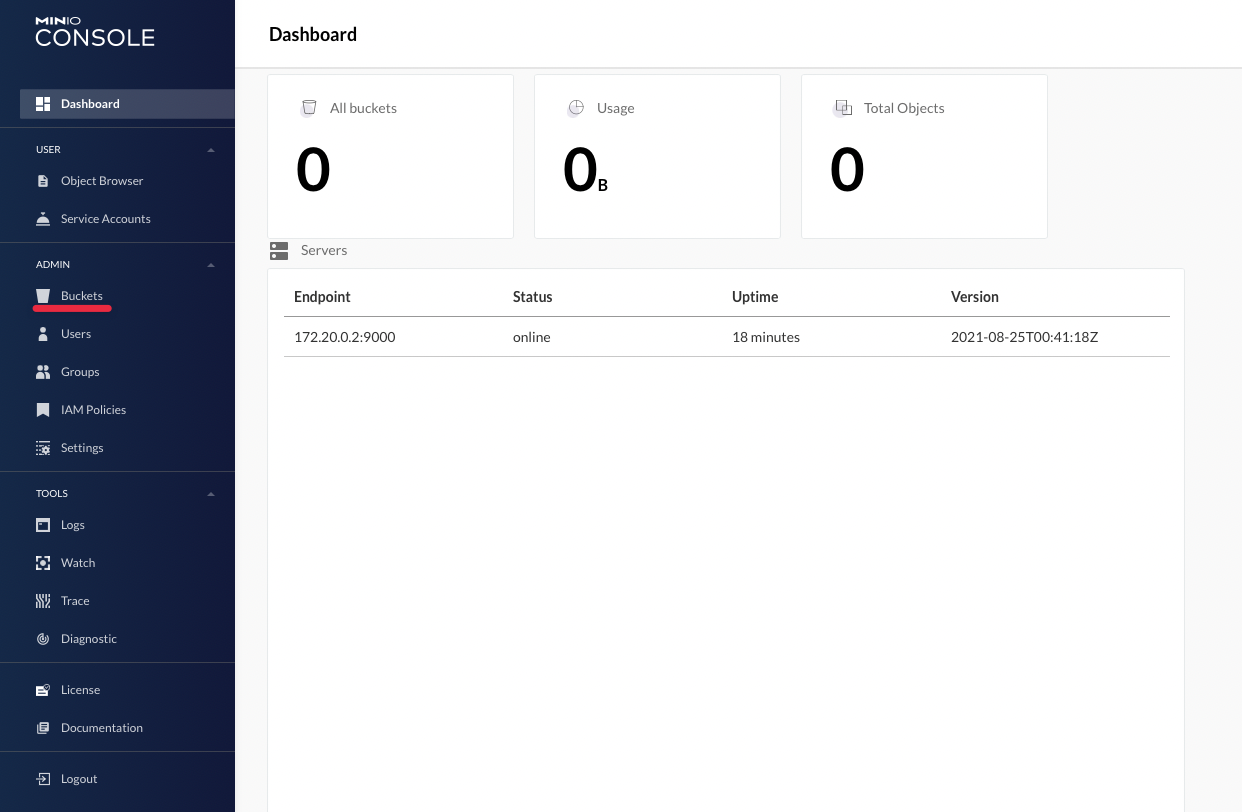 MINIO
CONSOLE
Dashboard
USER
Object Browser
Service Accounts
ADMIN
Buckets
Users
Groups
IAM Policies
Settings
TOOLS
Logs
Watch
Trace
Diagnostic
License
Documentation
Logout
Dashboard
All buckets
0
Usage
0B
Total Objects
0
Servers
Endpoint Status Uptime Version
172.20.0.2:9000 online 18 minutes 2021-08-25T00:41:18Z